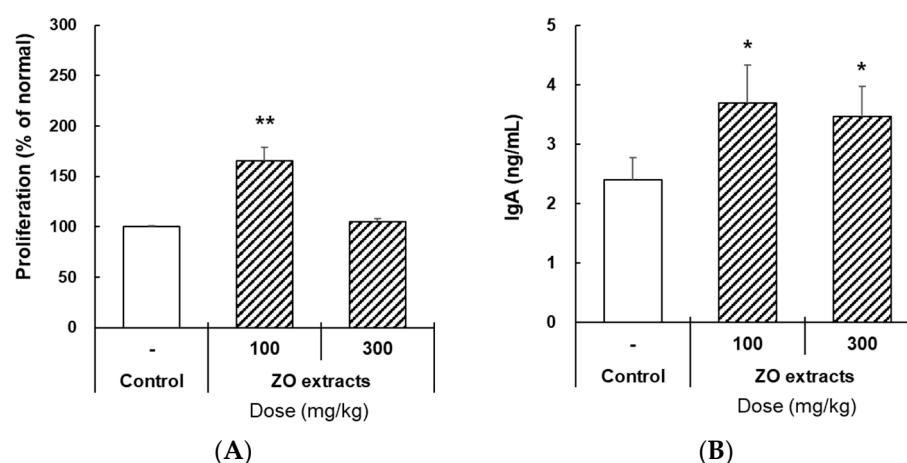 Proliferation (% of normal)
300
250
200
150
100
50
0
**
-
100
300
Control
ZO extracts
Dose (mg/kg)
(A)
IgA (ng/mL)
5
4
3
2
1
0
*
*
-
100
300
Control
ZO extracts
Dose (mg/kg)
(B)